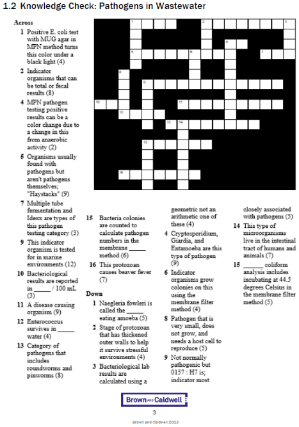 1.2 Knowledge Check: Pathogens in Wastewater
Across
1 Positive E. coli test
with MUG agar in
MPN method turns
this color under a
black light (4)
2 Indicator
organisms that can
be total or fecal
results (8)
4 MPN pathogen
testing positive
results can be a
color change due to
a change in this
from anaerobic
activity (2)
5 Organisms usually
found with
pathogens but
aren't pathogens
themselves;
"Haystacks" (9)
7 Multiple tube
fermentation and
Idexx are types of
this pathogen
testing category (3)
9 This indicator
organism is tested
for in marine
environments (12)
10 Bacteriological
results are reported
in _____ / 100 mL
(3)
11 A disease causing
organism (9)
12 Enterococcus
survives in _____
water (4)
13 Category of
pathogens that
includes
roundworms and
pinworms (8)
15 Bacteria colonies
are counted to
calculate pathogen
numbers in the
membrane _____
method (6)
16 This protozoan
causes beaver fever
(7)
Down
1 Naegleria fowleri is
called the _____
eating amoeba (5)
2 Stage of protozoan
that has thickened
outer walls to help
it survive stressful
environments (4)
3 Bacteriological lab
results are
calculated using a
geometric not an
arithmetic one of
these (4)
4 Cryptosporidium,
Giardia, and
Entamoeba are this
type of pathogen
(9)
6 Indicator
organisms grow
colonies on this
using the
membrane filter
method (4)
8 Pathogen that is
very small, does
not grow, and
needs a host cell to
reproduce (5)
9 Not normally
pathogenic but
0157 : H7 is;
indicator most
closely associated
with pathogens (5)
14 This type of
microorganisms
live in the intestinal
tract of humans and
animals (7)
15 _____ coliform
analysis includes
incubating at 44.5
degrees Celsius in
the membrane filter
method (5)
Brown and Caldwell
3
Brown and Caldwell